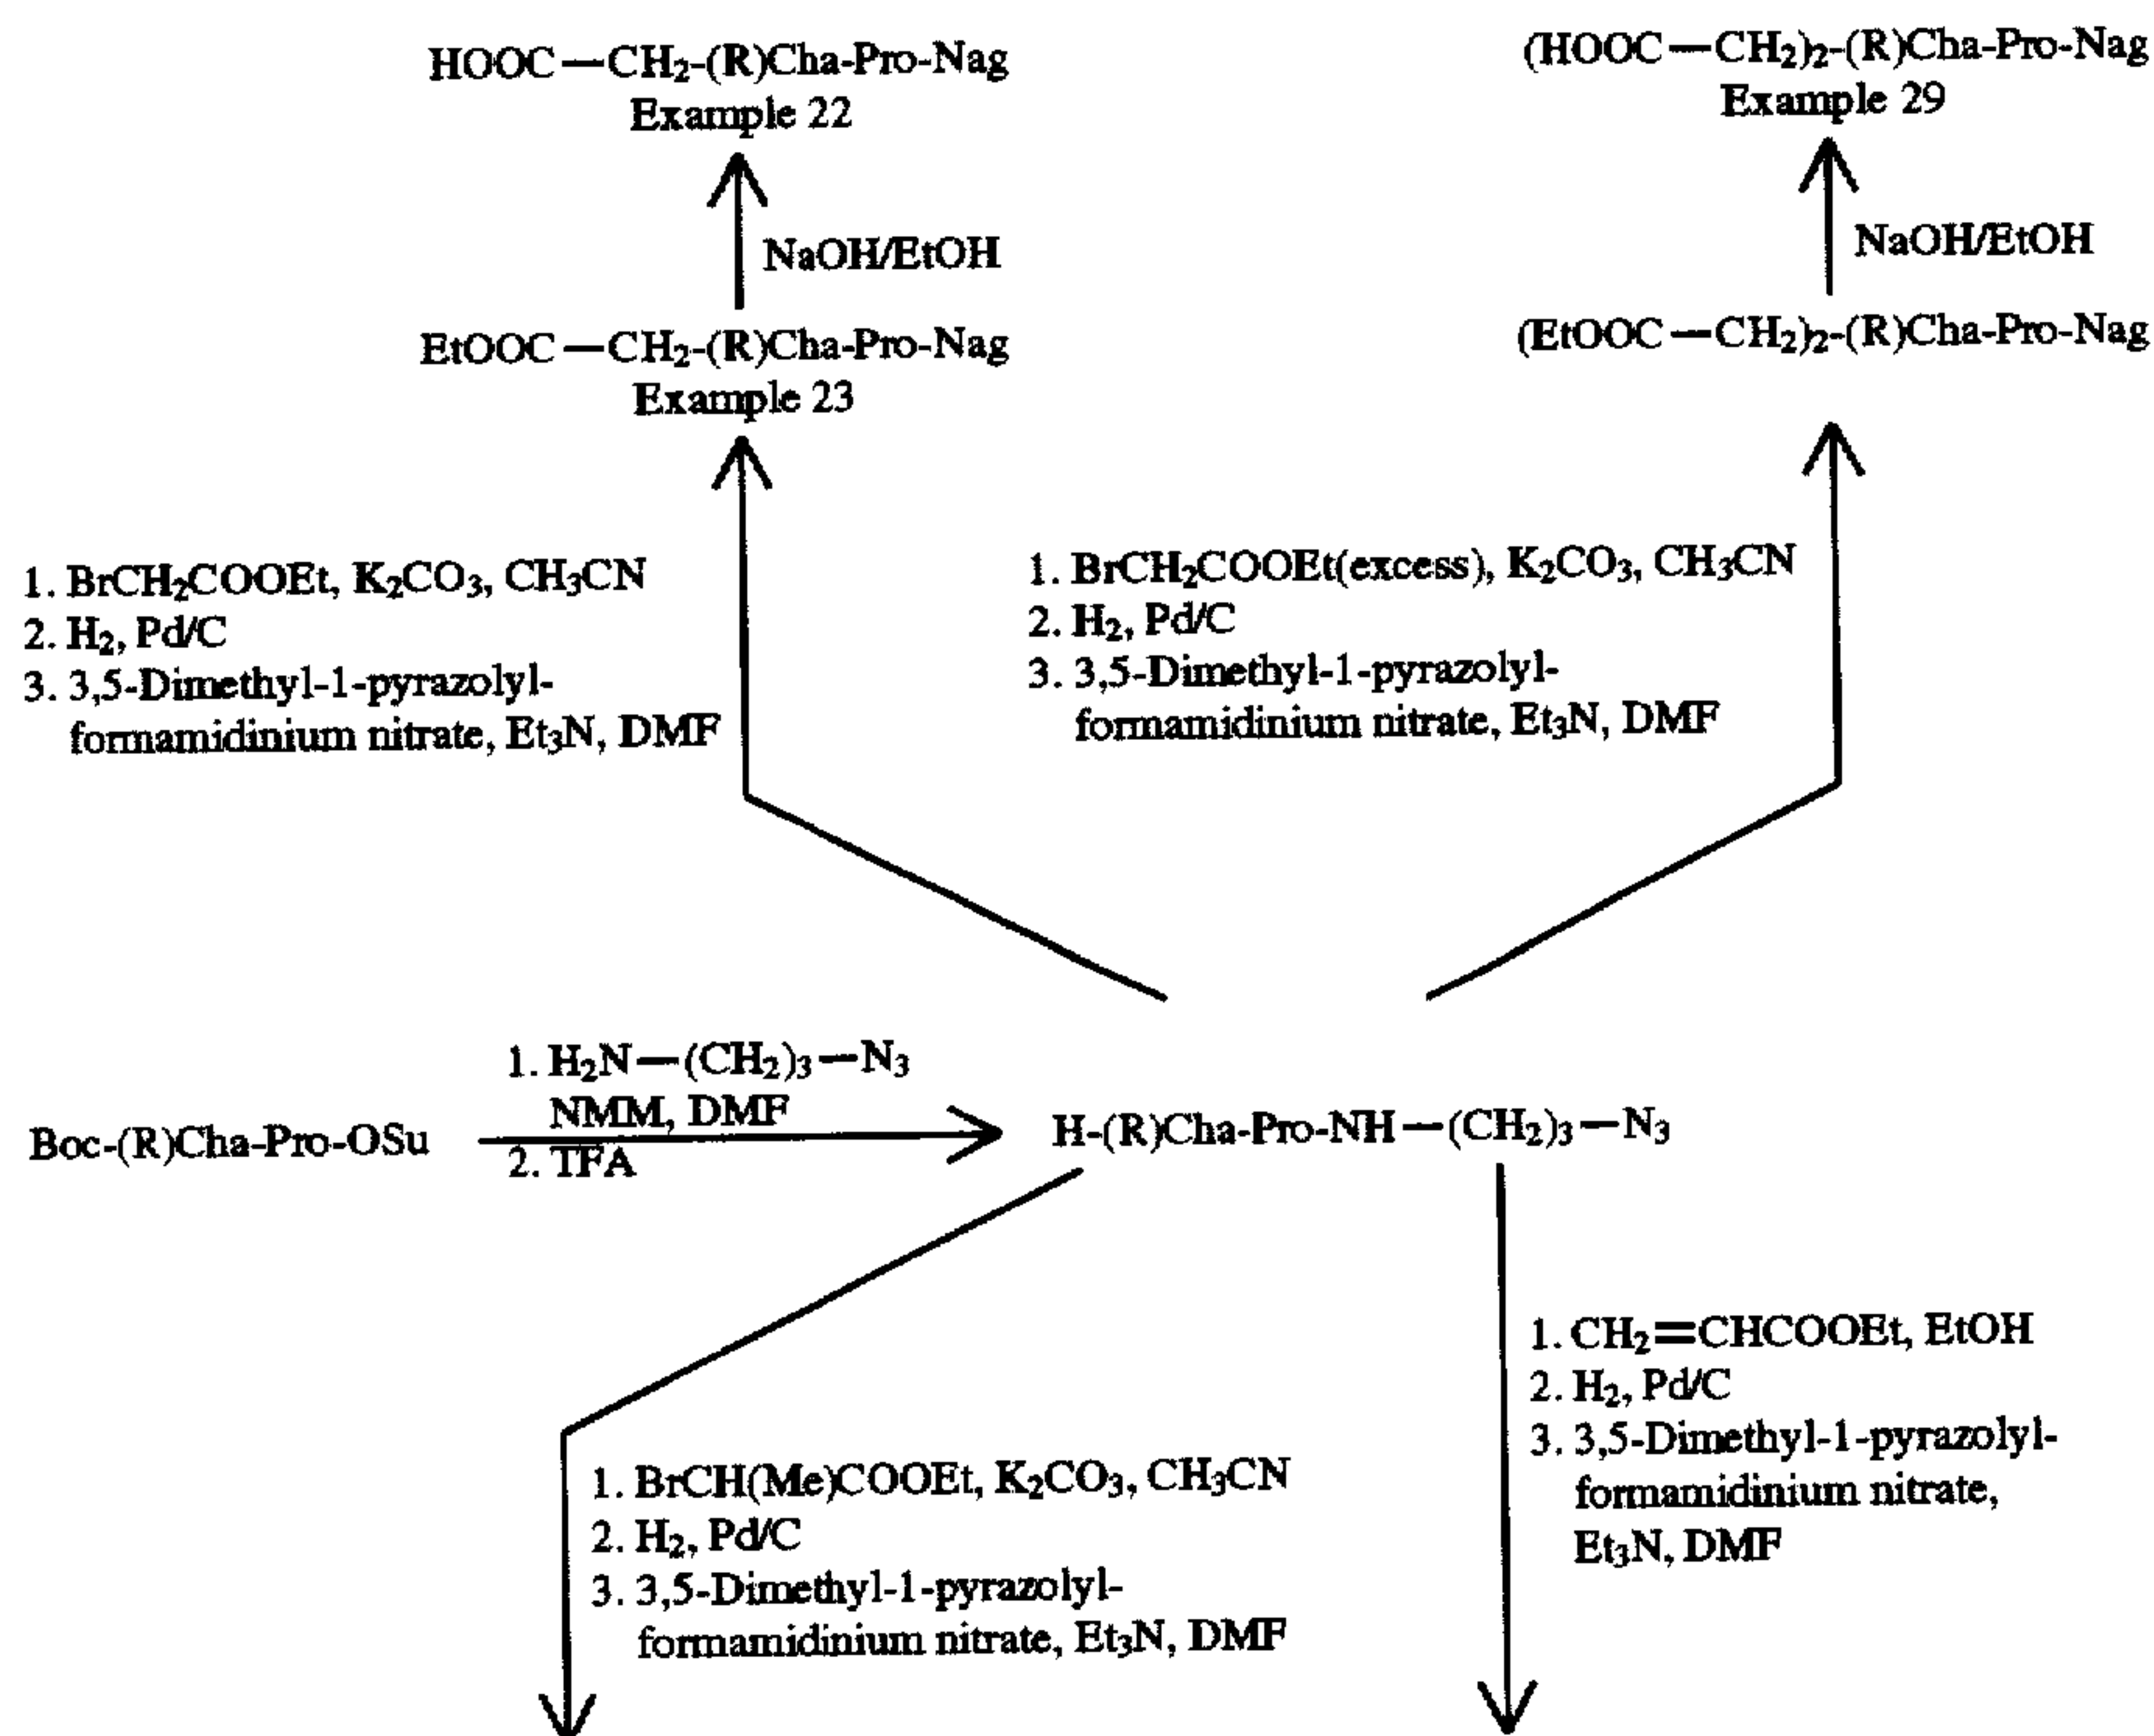 HOOC—CH₂-(R)Cha-Pro-Nag
Example 22
NaOH/EtOH
EtOOC—CH₂-(R)Cha-Pro-Nag
Example 23
(HOOC—CH₂)₂-(R)Cha-Pro-Nag
Example 29
NaOH/EtOH
(EtOOC—CH₂)₂-(R)Cha-Pro-Nag
1. BrCH₂COOEt, K₂CO₃, CH₃CN
2. H₂, Pd/C
3. 3,5-Dimethyl-1-pyrazolyl-
formamidinium nitrate, Et₃N, DMF
1. BrCH₂COOEt(excess), K₂CO₃, CH₃CN
2. H₂, Pd/C
3. 3,5-Dimethyl-1-pyrazolyl-
formamidinium nitrate, Et₃N, DMF
Boc-(R)Cha-Pro-OSu
1. H₂N—(CH₂)₃—N₃
NMM, DMF
2. TFA
H-(R)Cha-Pro-NH—(CH₂)₃—N₃
1. BrCH(Me)COOEt, K₂CO₃, CH₃CN
2. H₂, Pd/C
3. 3,5-Dimethyl-1-pyrazolyl-
formamidinium nitrate, Et₃N, DMF
1. CH₂=CHCOOEt, EtOH
2. H₂, Pd/C
3. 3,5-Dimethyl-1-pyrazolyl-
formamidinium nitrate,
Et₃N, DMF